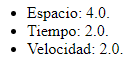 • Espacio: 4.0.
• Tiempo: 2.0.
• Velocidad: 2.0.